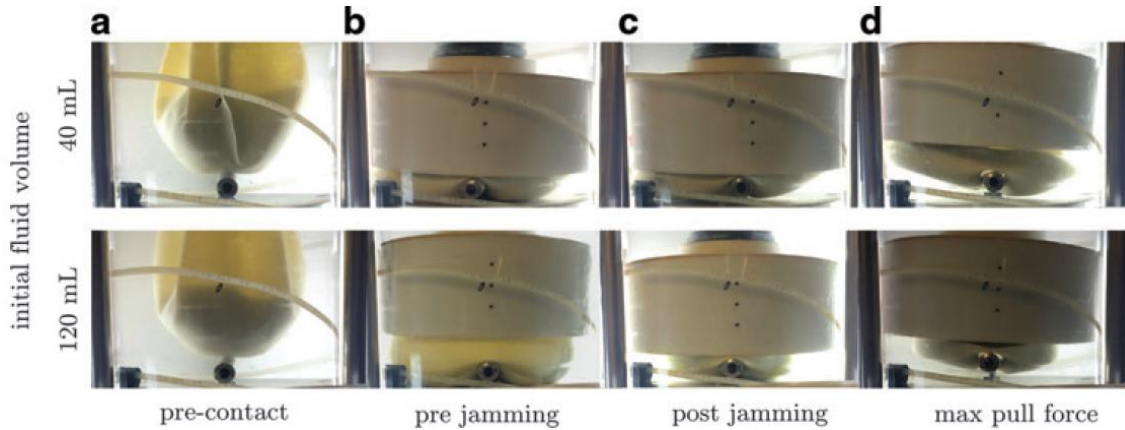 a b c d
40 mL
120 mL
initial fluid volume
pre-contact pre jamming post jamming max pull force